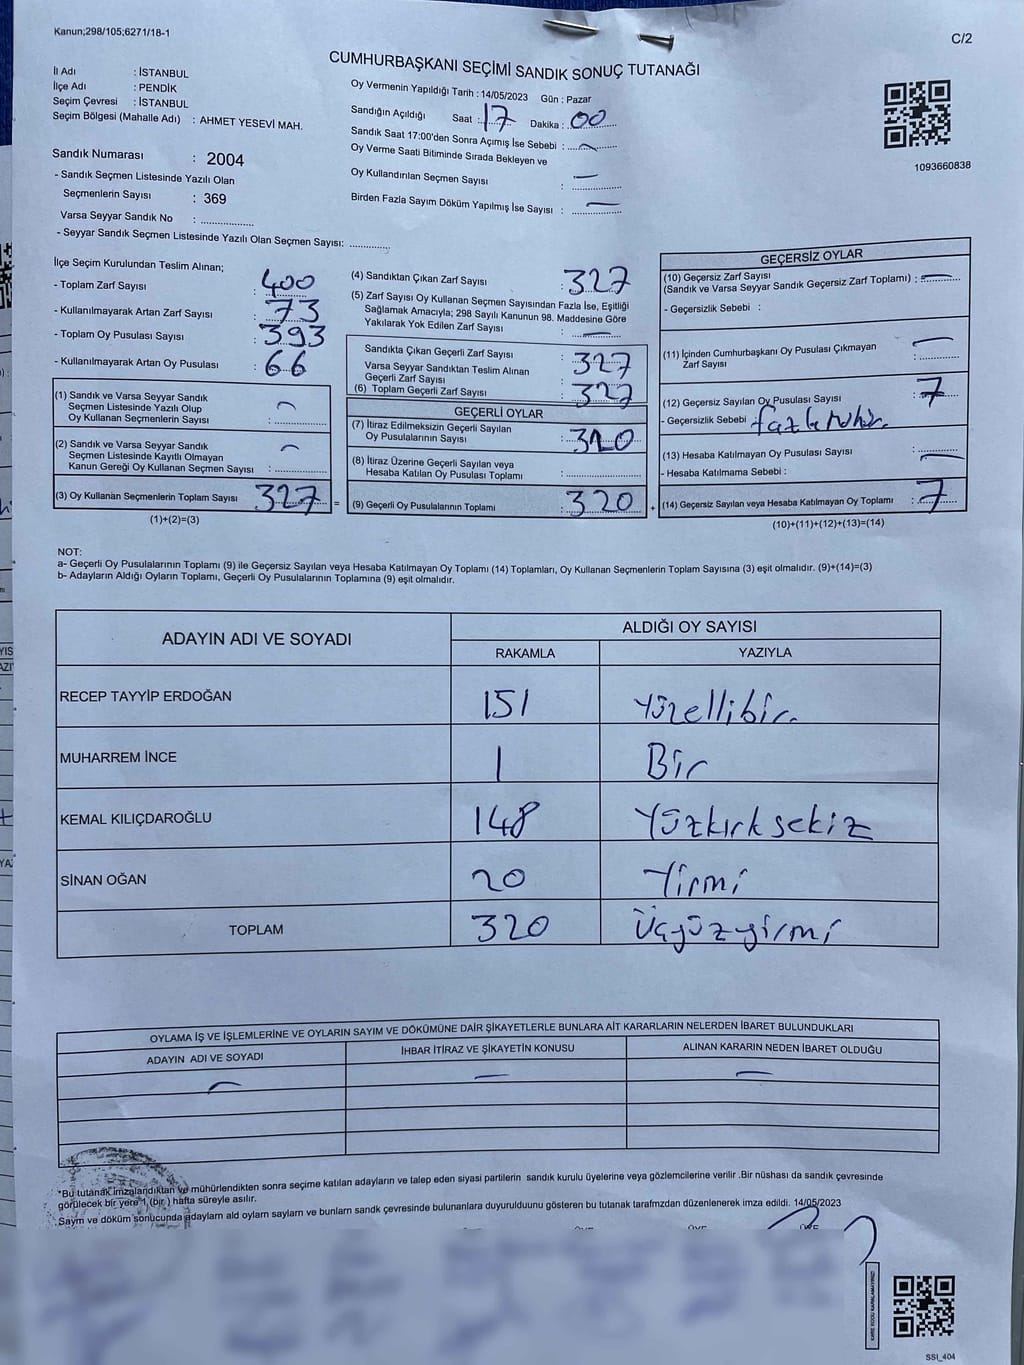 Kanun;298/105;6271/18-1
C/2
CUMHURBAŞKANI SEÇİMİ SANDIK SONUÇ TUTANAĞI
İl Adı : İSTANBUL
İlçe Adı : PENDİK
Seçim Çevresi : İSTANBUL
Seçim Bölgesi (Mahalle Adı) : AHMET YESEVİ MAH.
Sandık Numarası : 2004
- Sandık Seçmen Listesinde Yazılı Olan
Seçmenlerin Sayısı : 369
Varsa Seyyar Sandık No :
- Seyyar Sandık Seçmen Listesinde Yazılı Olan Seçmen Sayısı:
Oy Vermenin Yapıldığı Tarih : 14/05/2023 Gün : Pazar
Sandığın Açıldığı Saat : 17 Dakika : 00
Sandık Saat 17:00'den Sonra Açımış İse Sebebi : –
Oy Verme Saati Bitiminde Sırada Bekleyen ve
Oy Kullandırılan Seçmen Sayısı : –
Birden Fazla Sayım Döküm Yapılmış İse Sayısı : –
1093660838
İlçe Seçim Kurulundan Teslim Alınan;
- Toplam Zarf Sayısı : 400
- Kullanılmayarak Artan Zarf Sayısı : 73
- Toplam Oy Pusulası Sayısı : 393
- Kullanılmayarak Artan Oy Pusulası : 66
(1) Sandık ve Varsa Seyyar Sandık
Seçmen Listesinde Yazılı Olup
Oy Kullanan Seçmenlerin Sayısı : –
(2) Sandık ve Varsa Seyyar Sandık
Seçmen Listesinde Kayıtlı Olmayan
Kanun Gereği Oy Kullanan Seçmen Sayısı : –
(3) Oy Kullanan Seçmenlerin Toplam Sayısı 327 =
(1)+(2)=(3)
(4) Sandıktan Çıkan Zarf Sayısı : 327
(5) Zarf Sayısı Oy Kullanan Seçmen Sayısından Fazla İse, Eşitliği
Sağlamak Amacıyla; 298 Sayılı Kanunun 98. Maddesine Göre
Yakılarak Yok Edilen Zarf Sayısı : –
Sandıkta Çıkan Geçerli Zarf Sayısı : 327
Varsa Seyyar Sandıktan Teslim Alınan
Geçerli Zarf Sayısı :
(6) Toplam Geçerli Zarf Sayısı : 327
GEÇERLİ OYLAR
(7) İtiraz Edilmeksizin Geçerli Sayılan
Oy Pusulalarının Sayısı : 320
(8) İtiraz Üzerine Geçerli Sayılan veya
Hesaba Katılan Oy Pusulası Toplamı :
(9) Geçerli Oy Pusulalarının Toplamı : 320 +
GEÇERSİZ OYLAR
(10) Geçersiz Zarf Sayısı
(Sandık ve Varsa Seyyar Sandık Geçersiz Zarf Toplamı) : –
- Geçersizlik Sebebi :
(11) İçinden Cumhurbaşkanı Oy Pusulası Çıkmayan
Zarf Sayısı : –
(12) Geçersiz Sayılan Oy Pusulası Sayısı : 7
- Geçersizlik Sebebi :
(13) Hesaba Katılmayan Oy Pusulası Sayısı : –
- Hesaba Katılmama Sebebi :
(14) Geçersiz Sayılan veya Hesaba Katılmayan Oy Toplamı : 7
(10)+(11)+(12)+(13)=(14)
NOT:
a- Geçerli Oy Pusulalarının Toplamı (9) ile Geçersiz Sayılan veya Hesaba Katılmayan Oy Toplamı (14) Toplamları, Oy Kullanan Seçmenlerin Toplam Sayısına (3) eşit olmalıdır. (9)+(14)=(3)
b- Adayların Aldığı Oyların Toplamı, Geçerli Oy Pusulalarının Toplamına (9) eşit olmalıdır.
ADAYIN ADI VE SOYADI ALDIĞI OY SAYISI
RAKAMLA YAZIYLA
RECEP TAYYİP ERDOĞAN 151 Yüzellibir
MUHARREM İNCE 1 Bir
KEMAL KILIÇDAROĞLU 148 Yüzkırksekiz
SİNAN OĞAN 20 Yirmi
TOPLAM 320 Üçyüzyirmi
OYLAMA İŞ VE İŞLEMLERİNE VE OYLARIN SAYIM VE DÖKÜMÜNE DAİR ŞİKAYETLERLE BUNLARA AİT KARARLARIN NELERDEN İBARET BULUNDUKLARI
ADAYIN ADI VE SOYADI İHBAR İTİRAZ VE ŞİKAYETİN KONUSU ALINAN KARARIN NEDEN İBARET OLDUĞU
– – –
*Bu tutanak imzalandıktan ve mühürlendikten sonra seçime katılan adayların ve talep eden siyasi partilerin sandık kurulu üyelerine veya gözlemcilerine verilir .Bir nüshası da sandık çevresinde
görülecek bir yere 1 (bir ) hafta süreyle asılır.
Sayım ve döküm sonucunda adayların ald oyların sayların ve bunların sandık çevresinde bulunanlara duyurulduunu gösteren bu tutanak tarafmzdan düzenlenerek imza edildi. 14/05/2023
SSI_404